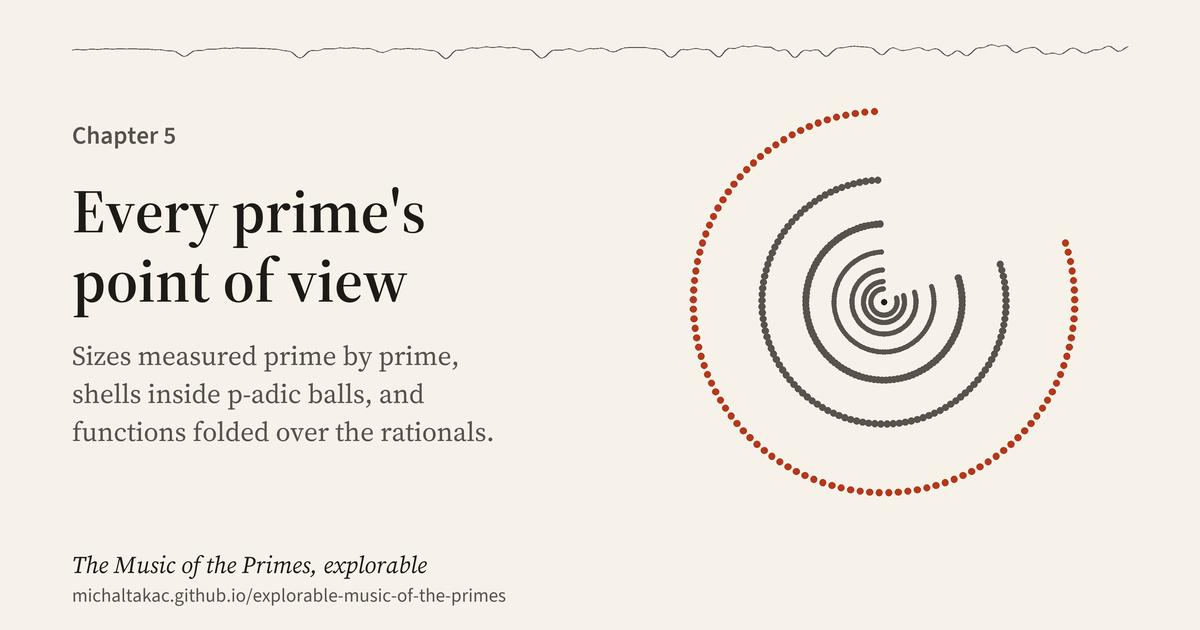 Chapter 5
Every prime's
point of view
Sizes measured prime by prime,
shells inside p-adic balls, and
functions folded over the rationals.
The Music of the Primes, explorable
michaltakac.github.io/explorable-music-of-the-primes